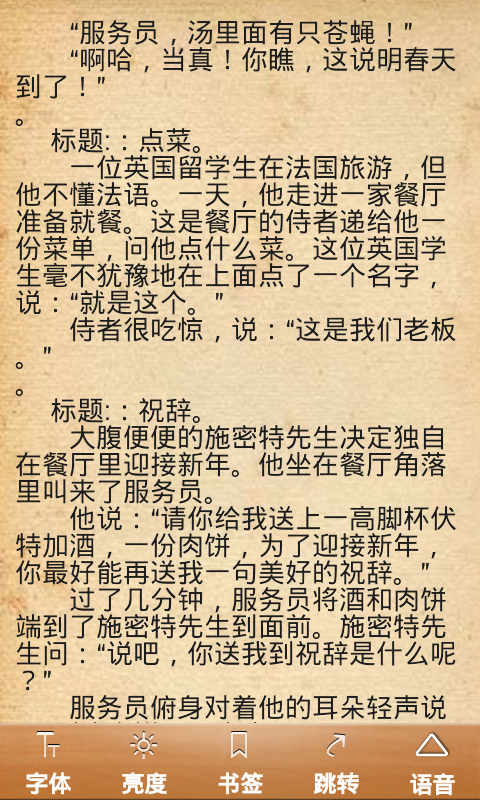 “服务员，汤里面有只苍蝇！”
“啊哈，当真！你瞧，这说明春天
到了！”
。
标题:：点菜。
一位英国留学生在法国旅游，但
他不懂法语。一天，他走进一家餐厅
准备就餐。这是餐厅的侍者递给他一
份菜单，问他点什么菜。这位英国学
生毫不犹豫地在上面点了一个名字，
说：“就是这个。”
侍者很吃惊，说：“这是我们老板
。”
。
标题:：祝辞。
大腹便便的施密特先生决定独自
在餐厅里迎接新年。他坐在餐厅角落
里叫来了服务员。
他说：“请你给我送上一高脚杯伏
特加酒，一份肉饼，为了迎接新年，
你最好能再送我一句美好的祝辞。”
过了几分钟，服务员将酒和肉饼
端到了施密特先生到面前。施密特先
生问：“说吧，你送我到祝辞是什么呢
？”
服务员俯身对着他的耳朵轻声说
字体 亮度 书签 跳转 语音